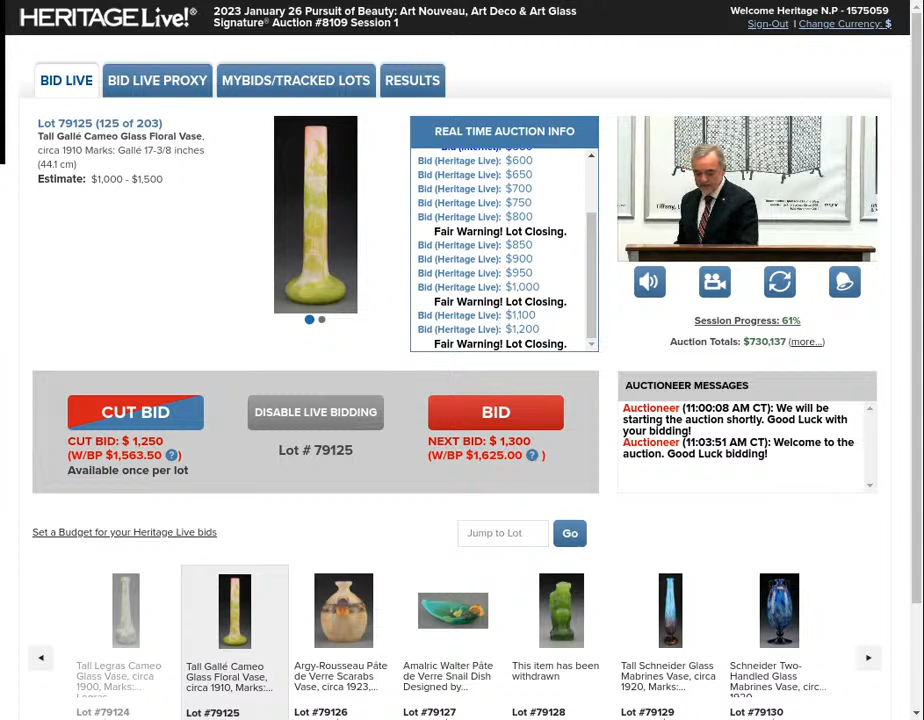 HERITAGE Live!®
2023 January 26 Pursuit of Beauty: Art Nouveau, Art Deco & Art Glass
Signature® Auction #8109 Session 1
Welcome Heritage N.P - 1575059
Sign-Out | Change Currency: $
BID LIVE
BID LIVE PROXY
MYBIDS/TRACKED LOTS
RESULTS
Lot 79125 (125 of 203)
Tall Gallé Cameo Glass Floral Vase,
circa 1910 Marks: Gallé 17-3/8 inches
(44.1 cm)
Estimate: $1,000 - $1,500
REAL TIME AUCTION INFO
Bid (Heritage Live): $600
Bid (Heritage Live): $650
Bid (Heritage Live): $700
Bid (Heritage Live): $750
Bid (Heritage Live): $800
Fair Warning! Lot Closing.
Bid (Heritage Live): $850
Bid (Heritage Live): $900
Bid (Heritage Live): $950
Bid (Heritage Live): $1,000
Fair Warning! Lot Closing.
Bid (Heritage Live): $1,100
Bid (Heritage Live): $1,200
Fair Warning! Lot Closing.
Session Progress: 61%
Auction Totals: $730,137 (more...)
CUT BID
CUT BID: $ 1,250
(W/BP $1,563.50 ? )
Available once per lot
DISABLE LIVE BIDDING
Lot # 79125
BID
NEXT BID: $ 1,300
(W/BP $1,625.00 ? )
AUCTIONEER MESSAGES
Auctioneer (11:00:08 AM CT): We will be
starting the auction shortly. Good Luck with
your bidding!
Auctioneer (11:03:51 AM CT): Welcome to the
auction. Good Luck bidding!
Set a Budget for your Heritage Live bids
Jump to Lot
Go
Tall Legras Cameo
Glass Vase, circa
1900, Marks:...
Lot #79124
Tall Gallé Cameo
Glass Floral Vase,
circa 1910, Marks:...
Lot #79125
Argy-Rousseau Pâte
de Verre Scarabs
Vase, circa 1923,...
Lot #79126
Amalric Walter Pâte
de Verre Snail Dish
Designed by...
Lot #79127
This item has been
withdrawn
Lot #79128
Tall Schneider Glass
Mabrines Vase, circa
1920, Marks:...
Lot #79129
Schneider Two-
Handled Glass
Mabrines Vase, circ...
Lot #79130